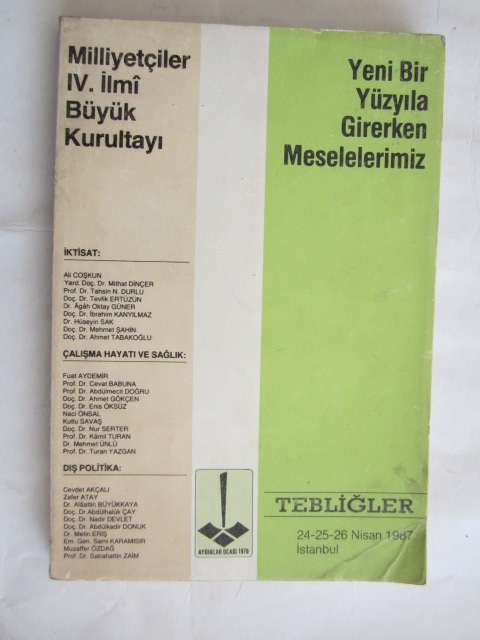 Milliyetçiler
IV. İlmî
Büyük
Kurultayı
Yeni Bir
Yüzyıla
Girerken
Meselelerimiz
İKTİSAT:
Ali COŞKUN
Yard. Doç. Dr. Mithat DİNÇER
Prof. Dr. Tahsin N. DURLU
Doç. Dr. Tevfik ERTÜZÜN
Dr. Agâh Oktay GÜNER
Doç. Dr. İbrahim KANYILMAZ
Dr. Hüseyin SAK
Doç. Dr. Mehmet ŞAHİN
Doç. Dr. Ahmet TABAKOĞLU
ÇALIŞMA HAYATI VE SAĞLIK:
Fuat AYDEMİR
Prof. Dr. Cevat BABUNA
Prof. Dr. Abdülmecit DOĞRU
Doç. Dr. Ahmet GÖKÇEN
Doç. Dr. Enis ÖKSÜZ
Naci ÖNSAL
Kutlu SAVAŞ
Doç. Dr. Nur SERTER
Prof. Dr. Kâmil TURAN
Dr. Mehmet ÜNLÜ
Prof. Dr. Turan YAZGAN
DIŞ POLİTİKA:
Cevdet AKÇALI
Zafer ATAY
Dr. Alâattin BÜYÜKKAYA
Doç. Dr. Abdülhalûk ÇAY
Doç. Dr. Nadir DEVLET
Doç. Dr. Abdülkadir DONUK
Dr. Metin ERİŞ
Em. Gen. Sami KARAMISIR
Muzaffer ÖZDAĞ
Prof. Dr. Sabahattin ZAİM
AYDINLAR OCAĞI 1970
TEBLİĞLER
24-25-26 Nisan 1987
İstanbul